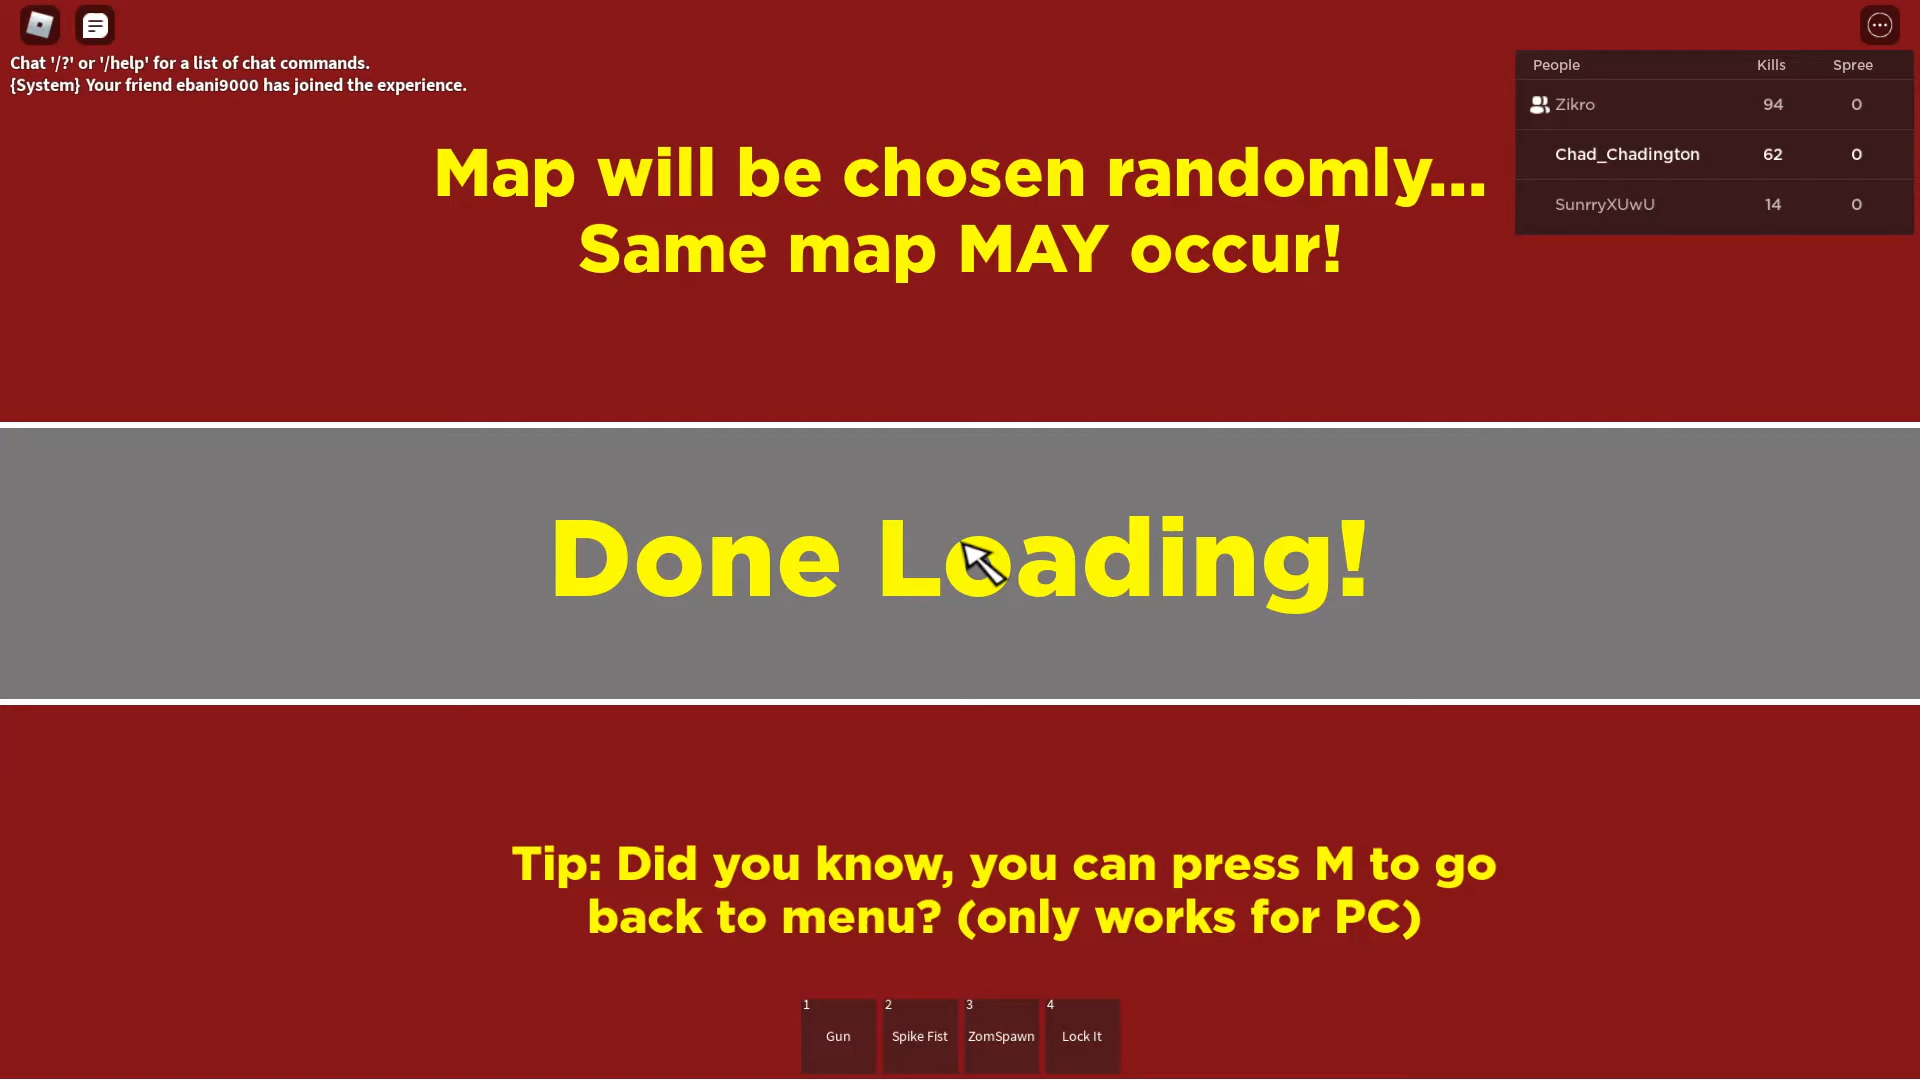 Chat '/?' or '/help' for a list of chat commands.
{System} Your friend ebani9000 has joined the experience.
People Kills Spree
Zikro 94 0
Chad_Chadington 62 0
SunrryXUwU 14 0
Map will be chosen randomly...
Same map MAY occur!
Done Loading!
Tip: Did you know, you can press M to go
back to menu? (only works for PC)
1 2 3 4
Gun Spike Fist ZomSpawn Lock It